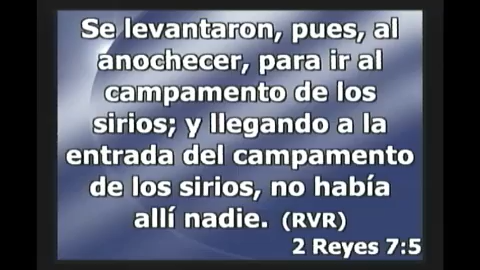 Se levantaron, pues, al
anochecer, para ir al
campamento de los
sirios; y llegando a la
entrada del campamento
de los sirios, no había
allí nadie. (RVR)
2 Reyes 7:5